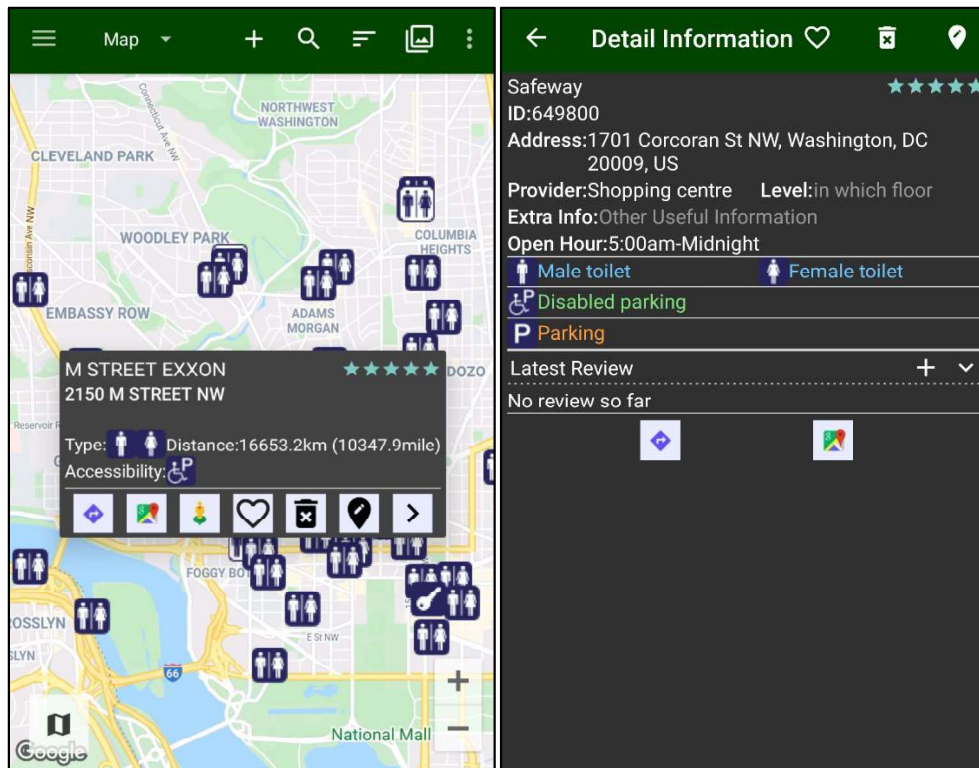 Map
Connecticut Ave NW
NORTHWEST
WASHINGTON
CLEVELAND PARK
WOODLEY PARK
COLUMBIA
HEIGHTS
EMBASSY ROW
ADAMS
MORGAN
M STREET EXXON
DOZO
2150 M STREET NW
Reservoir R
Type: Distance:16653.2km (10347.9mile)
Accessibility:
P
FOGGY BOT
OSSLYN
E St NW
SLYN
66
+
National Mall
−
Google
Detail Information
Safeway
ID:649800
Address:1701 Corcoran St NW, Washington, DC
20009, US
Provider:Shopping centre Level:in which floor
Extra Info:Other Useful Information
Open Hour:5:00am-Midnight
Male toilet Female toilet
P Disabled parking
P Parking
Latest Review +
No review so far